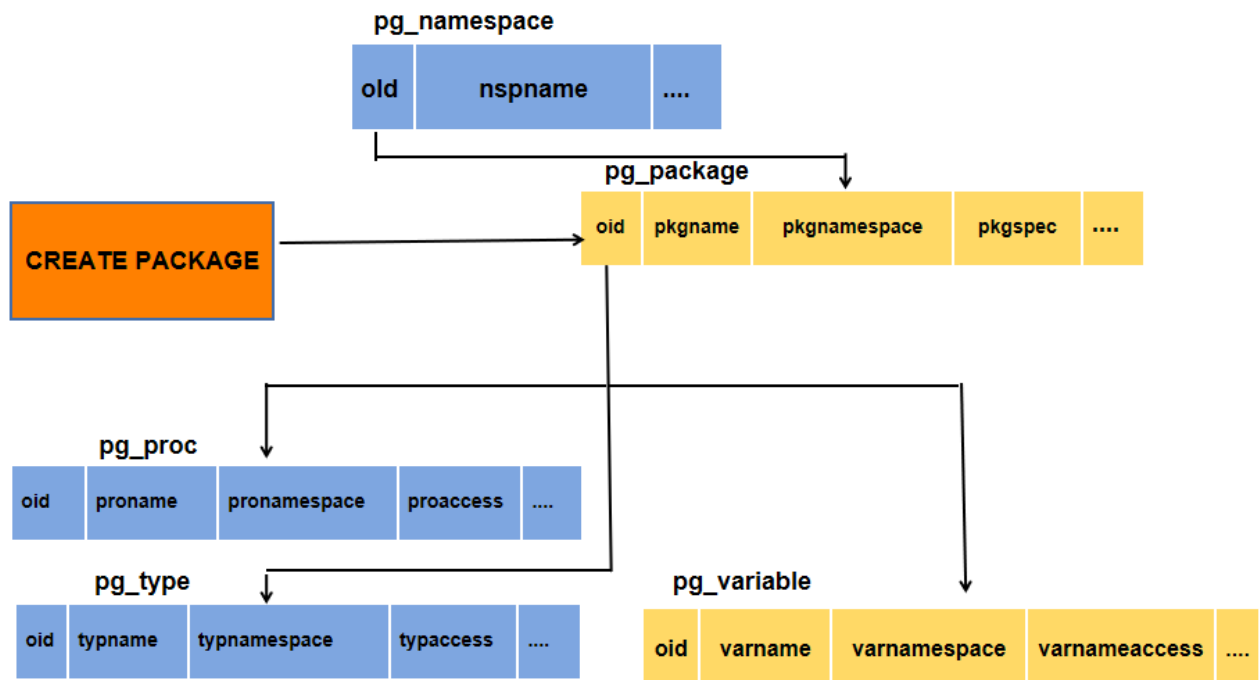 pg_namespace
old nspname ....
pg_package
oid pkgname pkgnamespace pkgspec ....
CREATE PACKAGE
pg_proc
oid proname pronamespace proaccess ....
pg_type
oid typname typnamespace typaccess ....
pg_variable
oid varname varnamespace varnameaccess ....